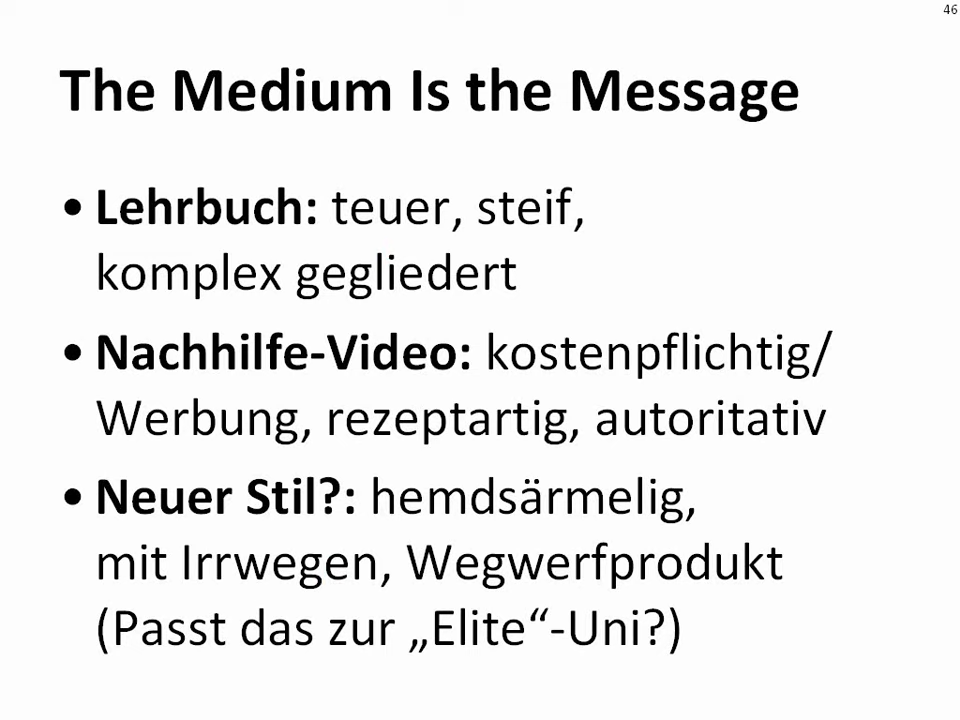 46
The Medium Is the Message
• Lehrbuch: teuer, steif,
komplex gegliedert
• Nachhilfe-Video: kostenpflichtig/
Werbung, rezeptartig, autoritativ
• Neuer Stil?: hemdsärmelig,
mit Irrwegen, Wegwerfprodukt
(Passt das zur „Elite“-Uni?)